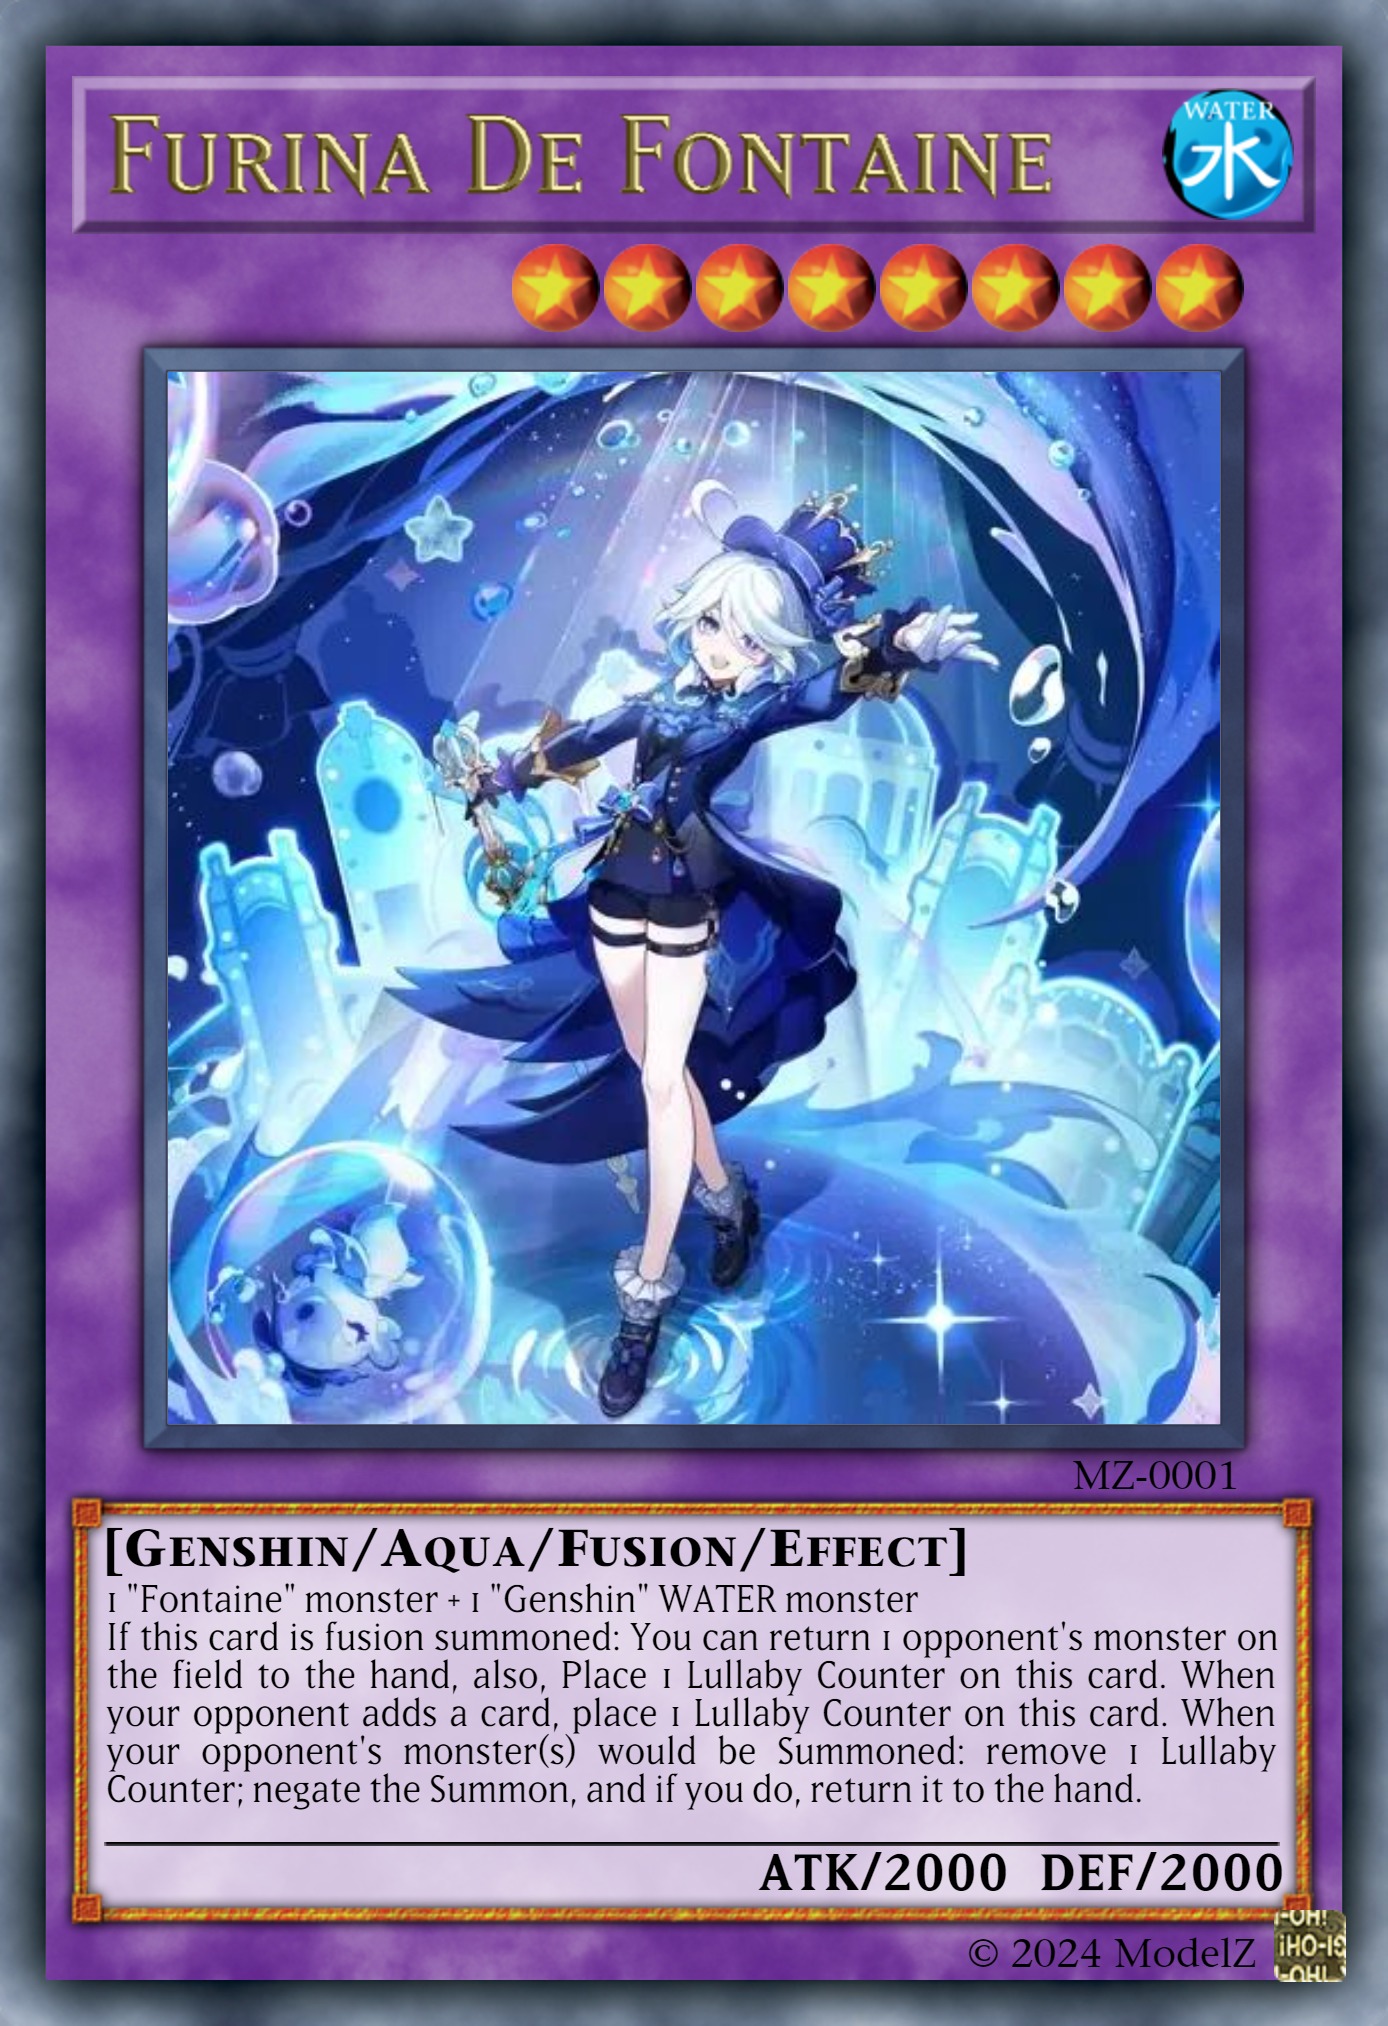 FURINA DE FONTAINE
WATER
水
MZ-0001
[GENSHIN/AQUA/FUSION/EFFECT]
1 "Fontaine" monster + 1 "Genshin" WATER monster
If this card is fusion summoned: You can return 1 opponent's monster on
the field to the hand, also, Place 1 Lullaby Counter on this card. When
your opponent adds a card, place 1 Lullaby Counter on this card. When
your opponent's monster(s) would be Summoned: remove 1 Lullaby
Counter; negate the Summon, and if you do, return it to the hand.
ATK/2000 DEF/2000
© 2024 ModelZ